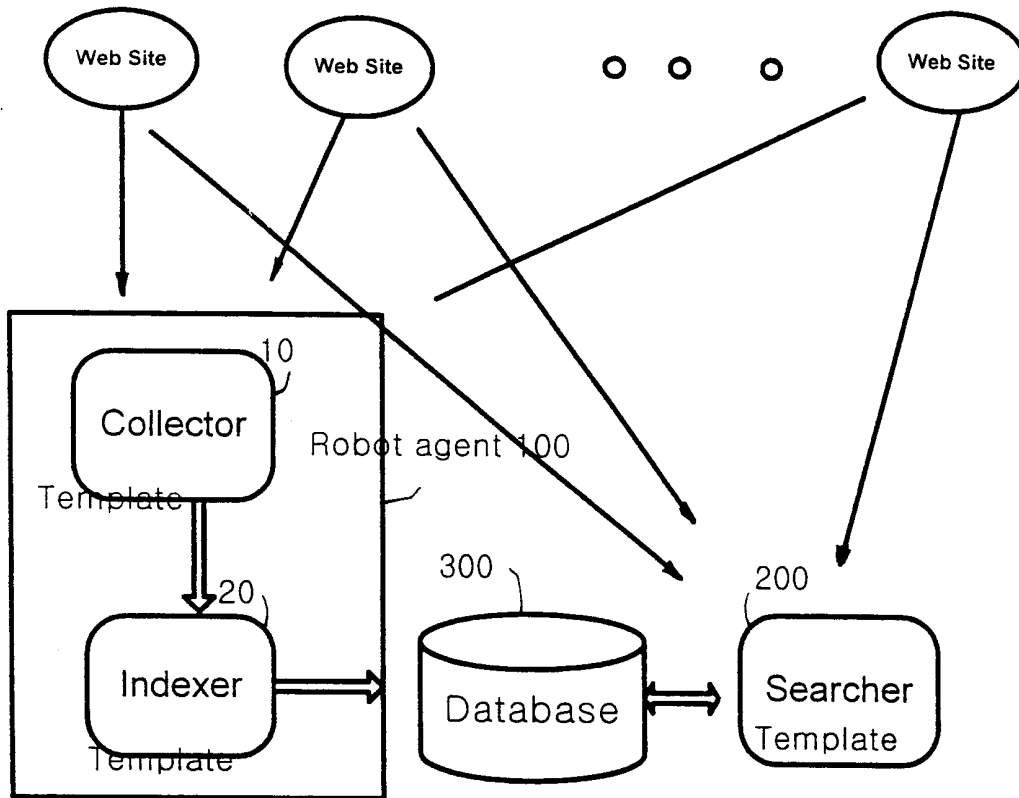 Web Site
Web Site
Web Site
10
Collector
Robot agent 100
Template
300
200
20
Indexer
Searcher
Database
Template
Template